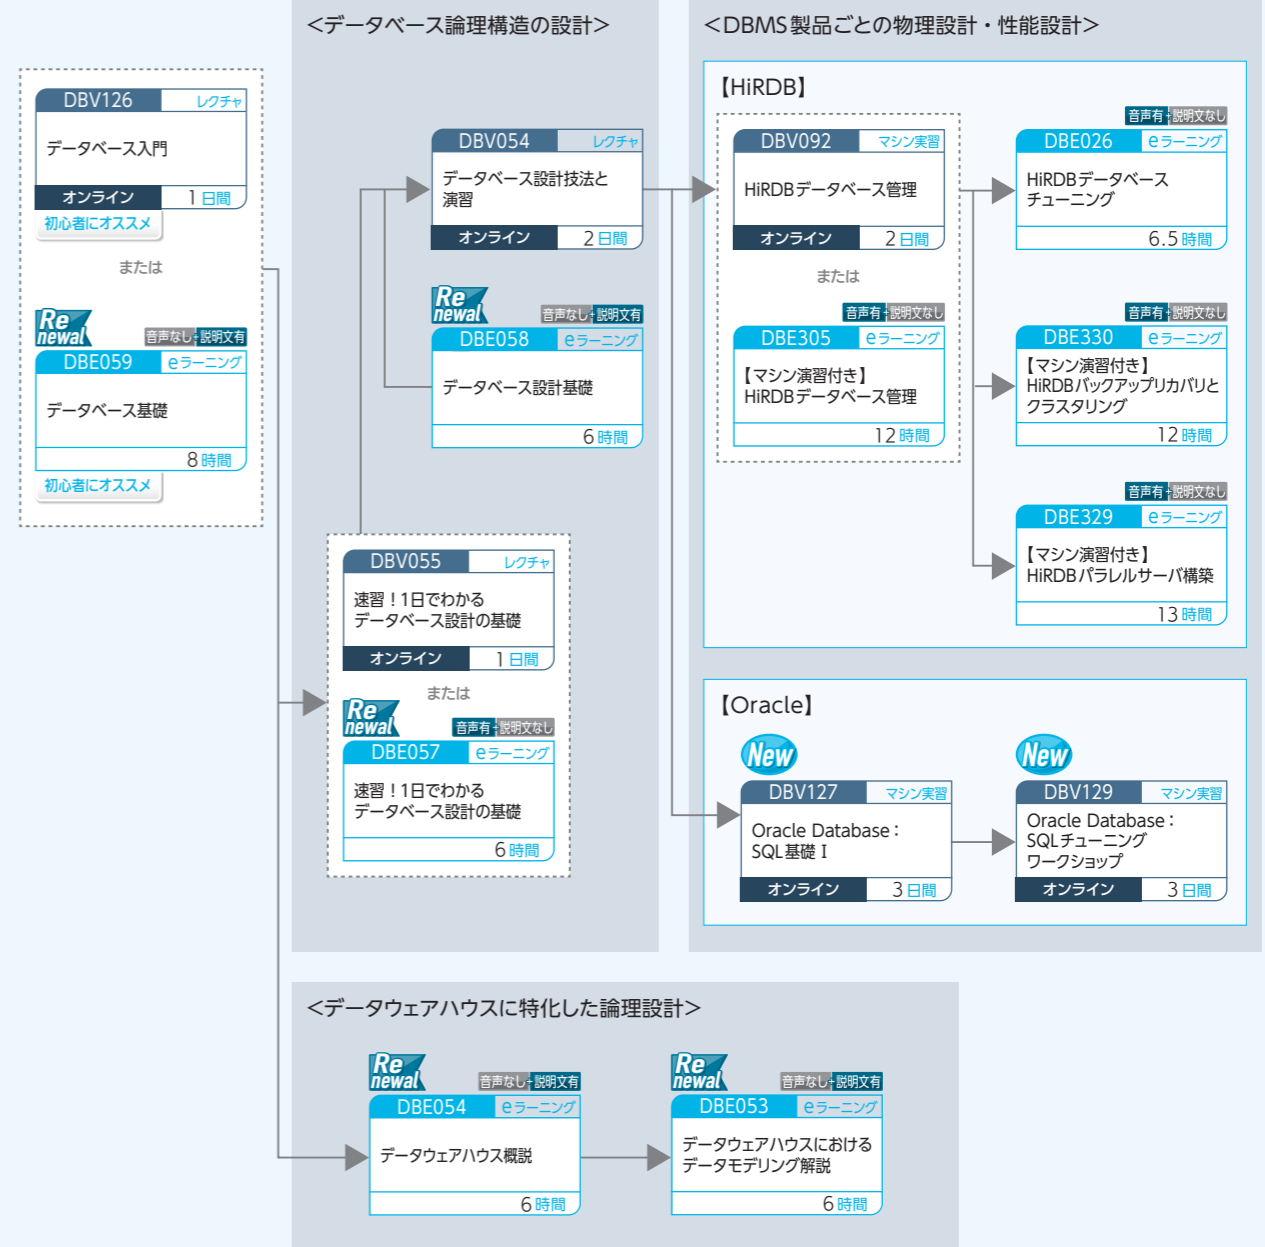 DBV126 レクチャ
データベース入門
オンライン 1日間
初心者にオススメ
または
Re
newal
音声なし+説明文有
DBE059 eラーニング
データベース基礎
8時間
初心者にオススメ
＜データベース論理構造の設計＞
DBV054 レクチャ
データベース設計技法と
演習
オンライン 2日間
Re
newal
音声なし+説明文有
DBE058 eラーニング
データベース設計基礎
6時間
DBV055 レクチャ
速習！1日でわかる
データベース設計の基礎
オンライン 1日間
または
Re
newal
音声有+説明文なし
DBE057 eラーニング
速習！1日でわかる
データベース設計の基礎
6時間
＜DBMS製品ごとの物理設計・性能設計＞
【HiRDB】
DBV092 マシン実習
HiRDBデータベース管理
オンライン 2日間
または
音声有+説明文なし
DBE305 eラーニング
【マシン演習付き】
HiRDBデータベース管理
12時間
音声有+説明文なし
DBE026 eラーニング
HiRDBデータベース
チューニング
6.5時間
音声有+説明文なし
DBE330 eラーニング
【マシン演習付き】
HiRDBバックアップリカバリと
クラスタリング
12時間
音声有+説明文なし
DBE329 eラーニング
【マシン演習付き】
HiRDBパラレルサーバ構築
13時間
【Oracle】
New
DBV127 マシン実習
Oracle Database：
SQL基礎 I
オンライン 3日間
New
DBV129 マシン実習
Oracle Database：
SQLチューニング
ワークショップ
オンライン 3日間
＜データウェアハウスに特化した論理設計＞
Re
newal
音声なし+説明文有
DBE054 eラーニング
データウェアハウス概説
6時間
Re
newal
音声なし+説明文有
DBE053 eラーニング
データウェアハウスにおける
データモデリング解説
6時間